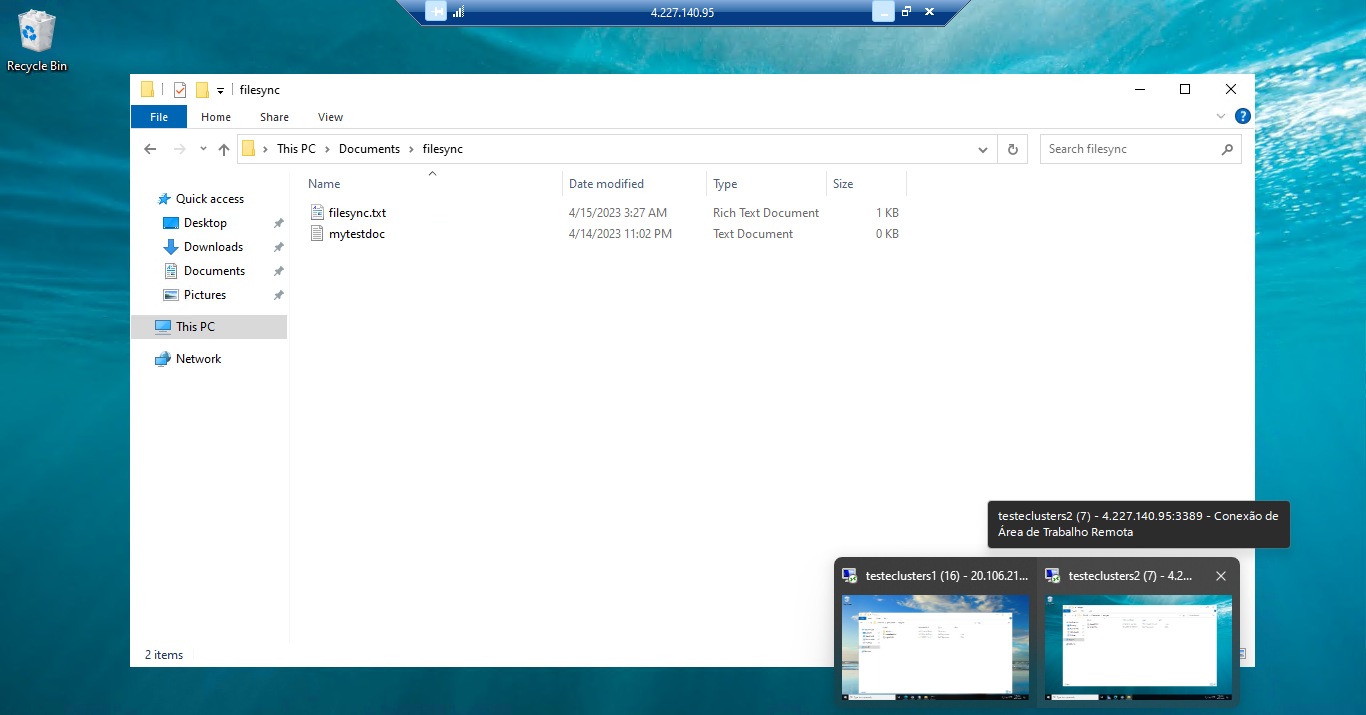 4.227.140.95
Recycle Bin
filesync
File Home Share View
This PC > Documents > filesync
Search filesync
Name Date modified Type Size
Quick access
Desktop
Downloads
Documents
Pictures
This PC
Network
filesync.txt 4/15/2023 3:27 AM Rich Text Document 1 KB
mytestdoc 4/14/2023 11:02 PM Text Document 0 KB
testeclusters2 (7) - 4.227.140.95:3389 - Conexão de
Área de Trabalho Remota
testeclusters1 (16) - 20.106.21...
testeclusters2 (7) - 4.2...
2 items